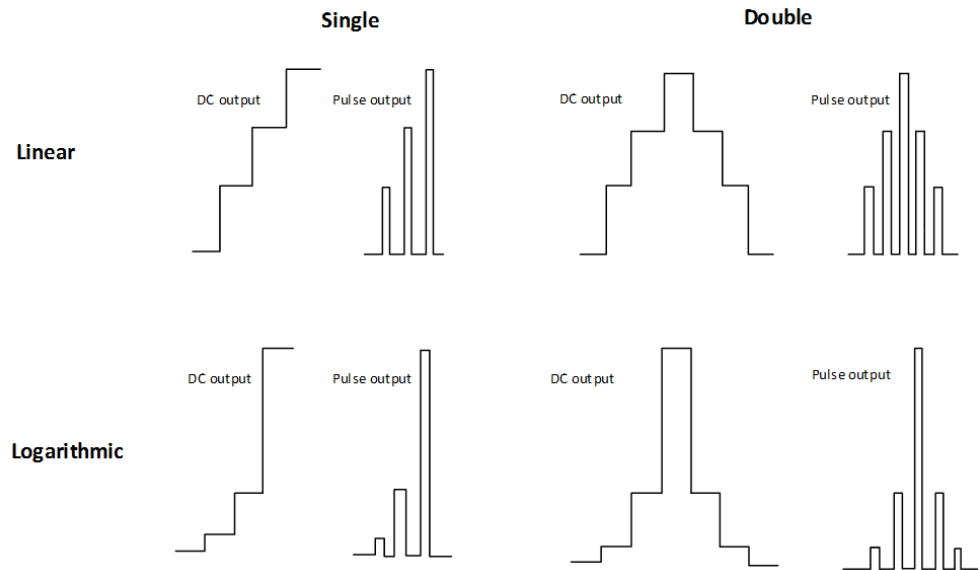 Single
Double
DC output
Pulse output
DC output
Pulse output
Linear
DC output
Pulse output
DC output
Pulse output
Logarithmic